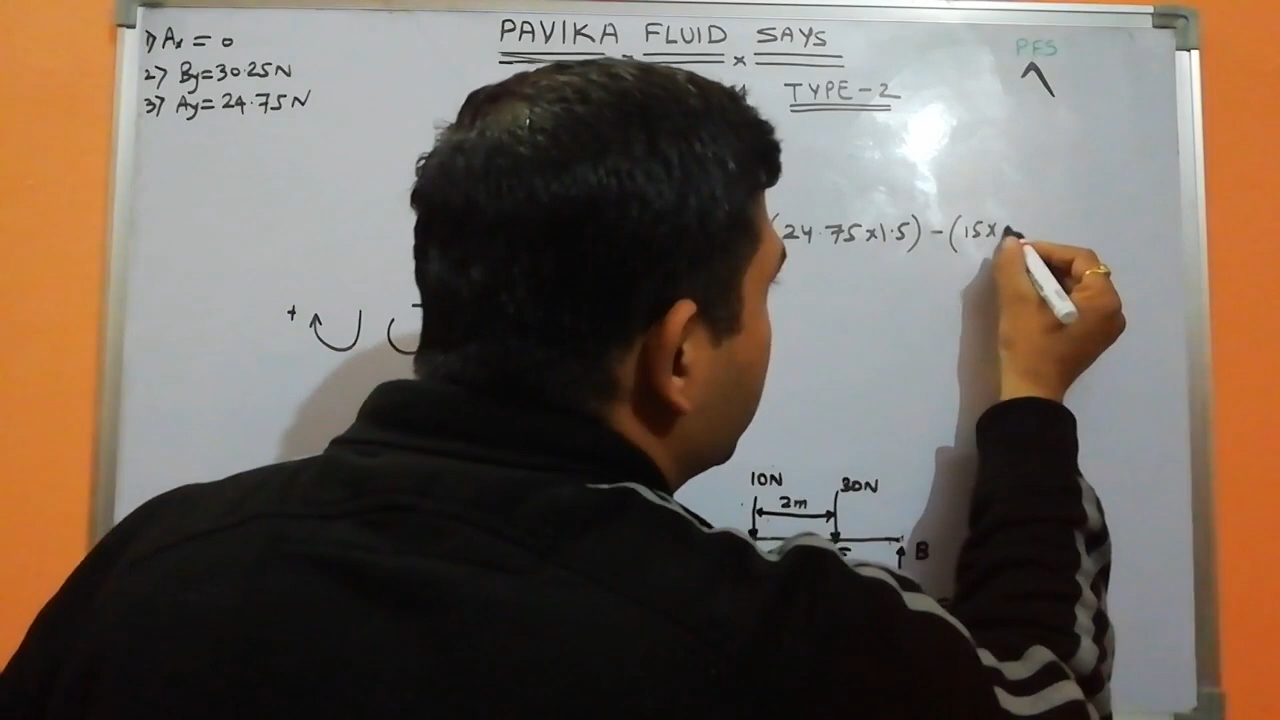 1) Ax = 0
2) By = 30.25N
3) Ay = 24.75N
PAVIKA FLUID SAYS
TYPE-2
PFS
(24.75x1.5) - (15x
+
10N
30N
2m
B